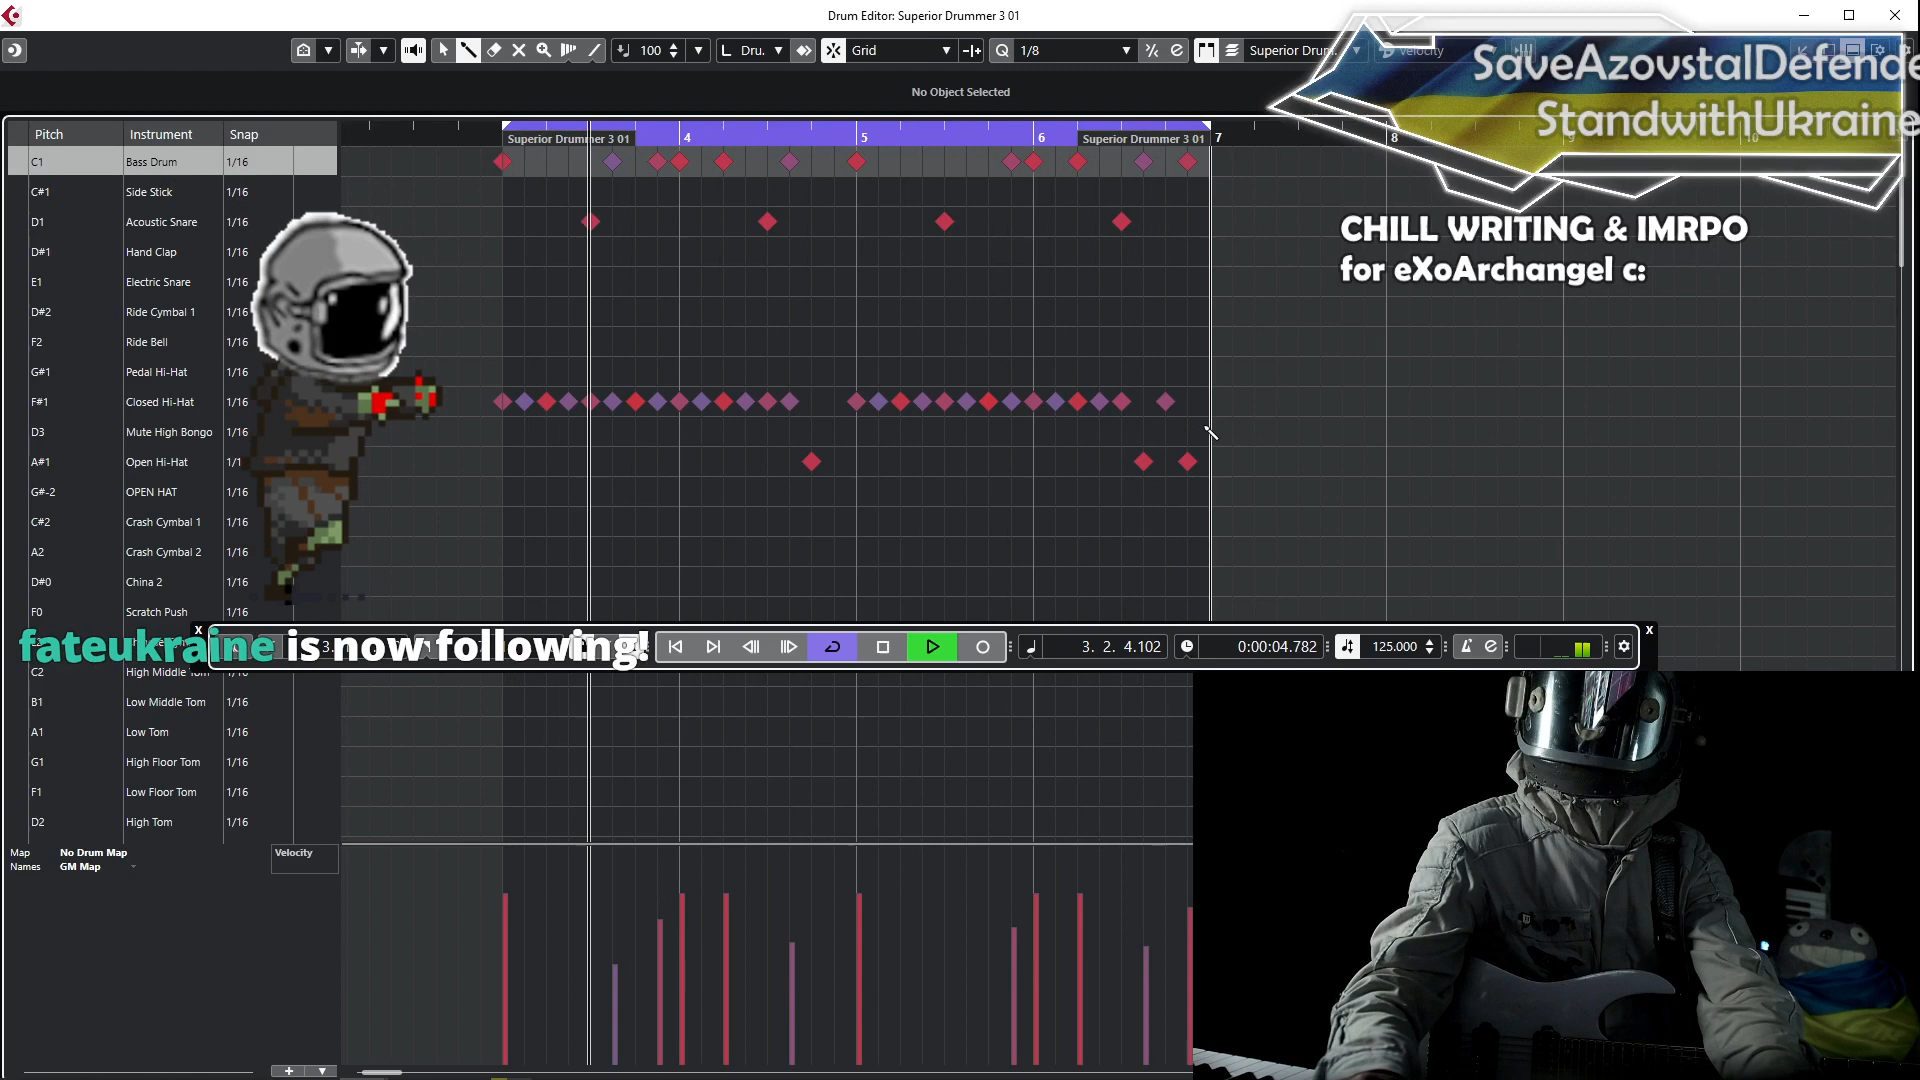 Drum Editor: Superior Drummer 3 01
100
Dru.
Grid
Q 1/8
Superior Drum.
Velocity
No Object Selected
SaveAzovstalDefende
StandwithUkraine
CHILL WRITING & IMRPO
for eXoArchangel c:
Pitch Instrument Snap
4 5 6 7 8 9 10
Superior Drummer 3 01 Superior Drummer 3 01
C1 Bass Drum 1/16
C#1 Side Stick 1/16
D1 Acoustic Snare 1/16
D#1 Hand Clap 1/16
E1 Electric Snare 1/16
D#2 Ride Cymbal 1 1/16
F2 Ride Bell 1/16
G#1 Pedal Hi-Hat 1/16
F#1 Closed Hi-Hat 1/16
D3 Mute High Bongo 1/16
A#1 Open Hi-Hat 1/1
G#-2 OPEN HAT 1/16
C#2 Crash Cymbal 1 1/16
A2 Crash Cymbal 2 1/16
D#0 China 2 1/16
F0 Scratch Push 1/16
fateukraine is now following!
3. 2. 4.102
0:00:04.782
125.000
C2 High Middle Tom 1/16
B1 Low Middle Tom 1/16
A1 Low Tom 1/16
G1 High Floor Tom 1/16
F1 Low Floor Tom 1/16
D2 High Tom 1/16
Map No Drum Map
Names GM Map
Velocity